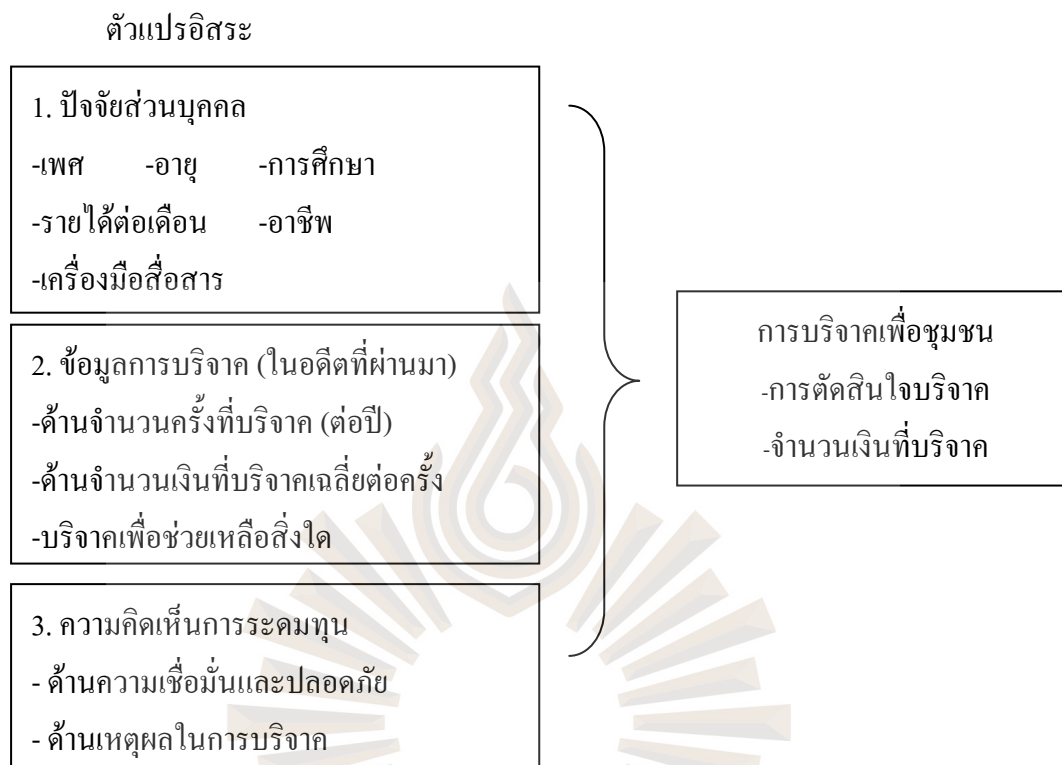 ตัวแปรอิสระ
1. ปัจจัยส่วนบุคคล
-เพศ -อายุ -การศึกษา
-รายได้ต่อเดือน -อาชีพ
-เครื่องมือสื่อสาร
2. ข้อมูลการบริจาค (ในอดีตที่ผ่านมา)
-ด้านจำนวนครั้งที่บริจาค (ต่อปี)
-ด้านจำนวนเงินที่บริจาคเฉลี่ยต่อครั้ง
-บริจาคเพื่อช่วยเหลือสิ่งใด
3. ความคิดเห็นการระดมทุน
- ด้านความเชื่อมั่นและปลอดภัย
- ด้านเหตุผลในการบริจาค
การบริจาคเพื่อชุมชน
-การตัดสินใจบริจาค
-จำนวนเงินที่บริจาค